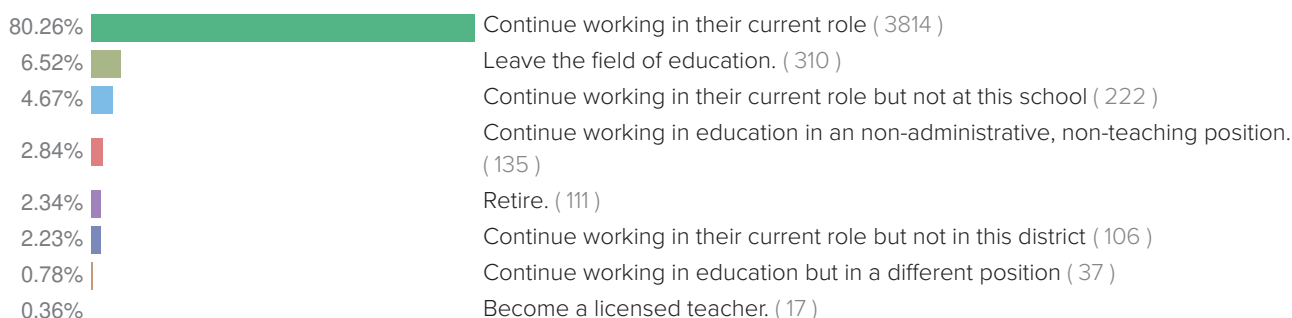 80.26% Continue working in their current role ( 3814 )
6.52% Leave the field of education. ( 310 )
4.67% Continue working in their current role but not at this school ( 222 )
2.84% Continue working in education in an non-administrative, non-teaching position.
( 135 )
2.34% Retire. ( 111 )
2.23% Continue working in their current role but not in this district ( 106 )
0.78% Continue working in education but in a different position ( 37 )
0.36% Become a licensed teacher. ( 17 )